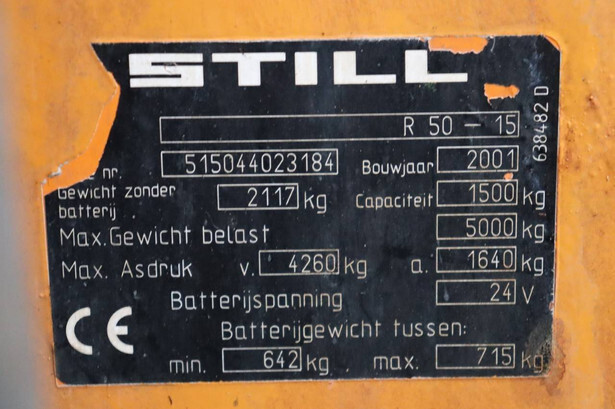 STILL
R 50 - 15
nr. 515044023184 Bouwjaar 2001
Gewicht zonder batterij 2117 kg Capaciteit 1500 kg
Max. Gewicht belast 5000 kg
Max. Asdruk v. 4260 kg a. 1640 kg
Batterijspanning 24 V
Batterijgewicht tussen:
CE min. 642 kg max. 715 kg
638482 D